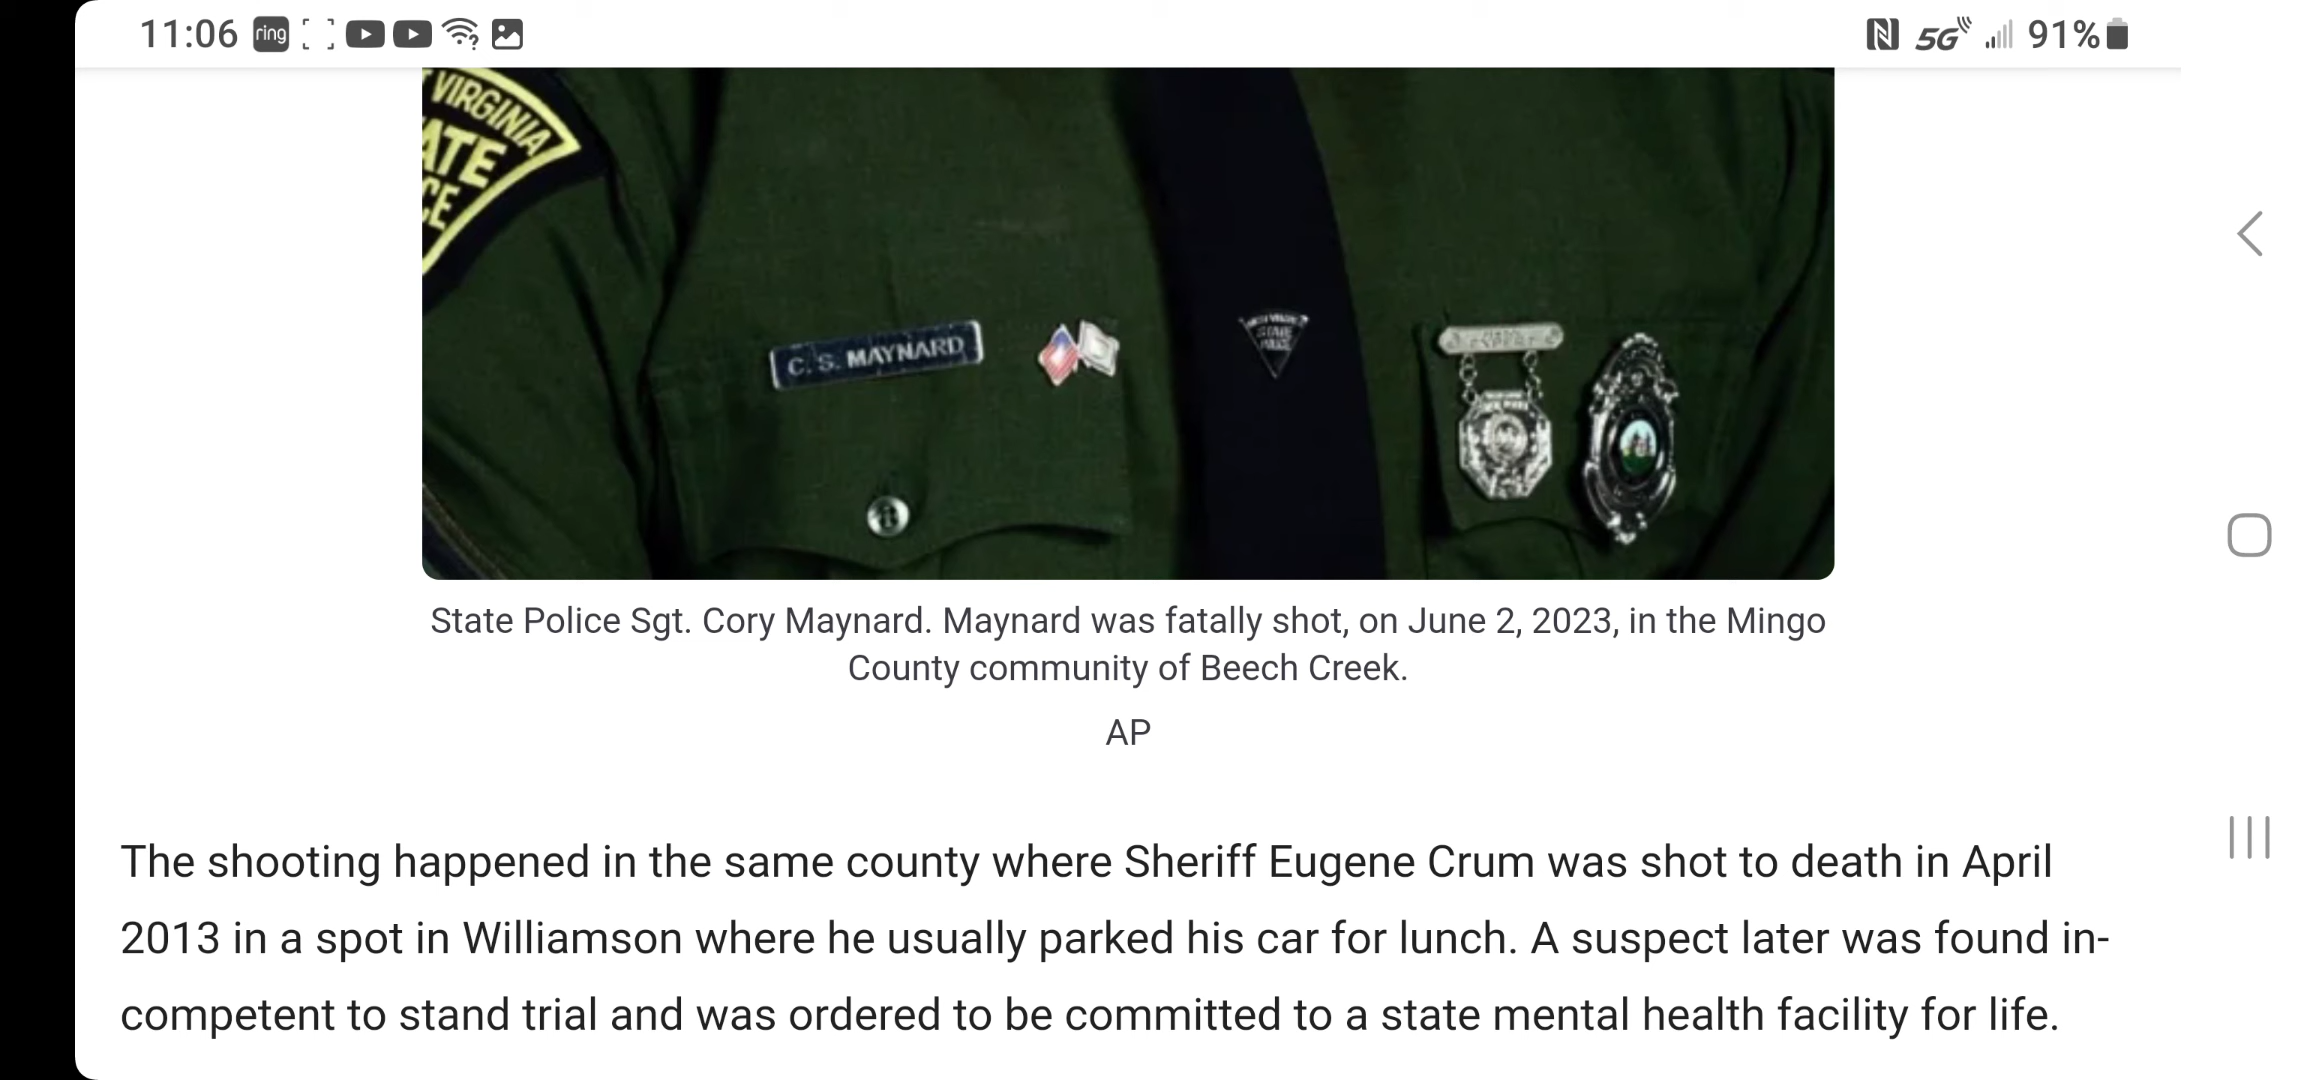 11:06 ring 5G 91%
VIRGINIA
ATE
CE
C. S. MAYNARD
STATE
POLICE
State Police Sgt. Cory Maynard. Maynard was fatally shot, on June 2, 2023, in the Mingo
County community of Beech Creek.
AP
The shooting happened in the same county where Sheriff Eugene Crum was shot to death in April
2013 in a spot in Williamson where he usually parked his car for lunch. A suspect later was found in-
competent to stand trial and was ordered to be committed to a state mental health facility for life.